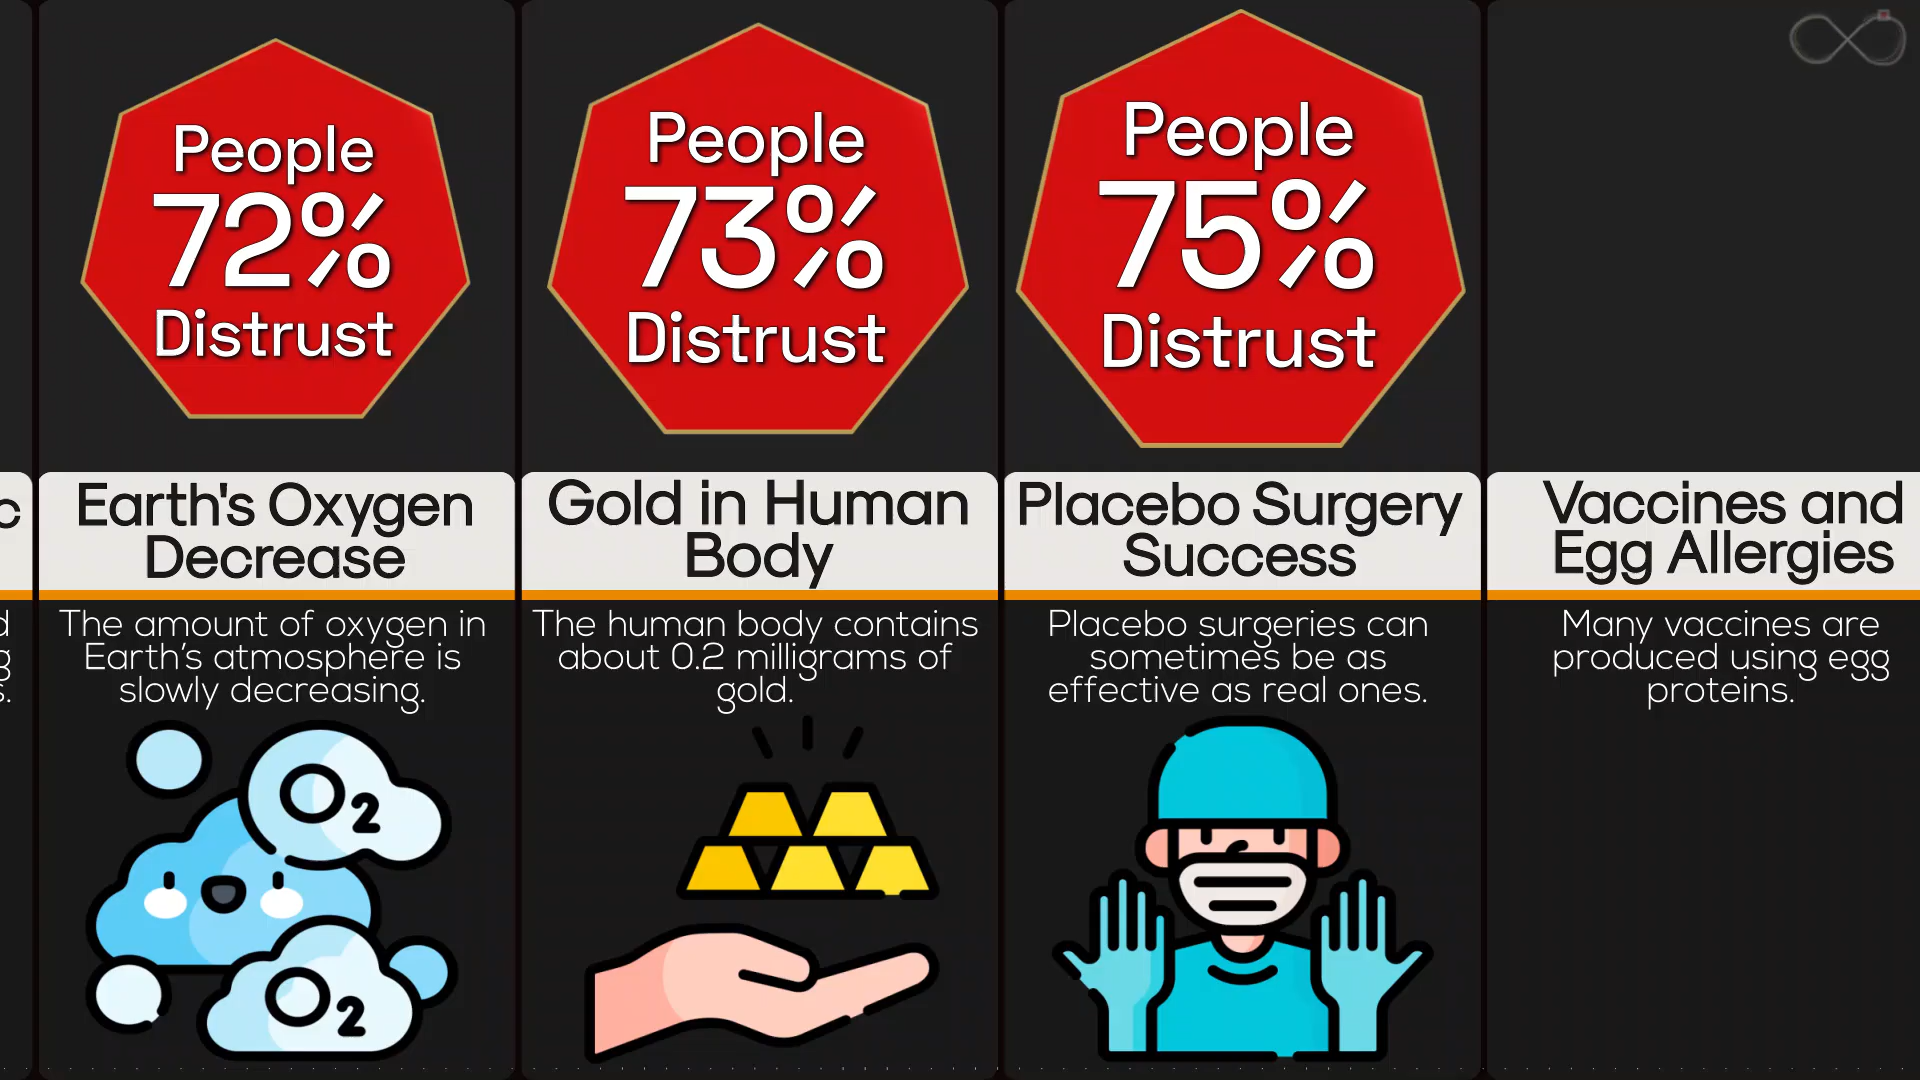 People
72%
Distrust
Earth's Oxygen
Decrease
The amount of oxygen in
Earth's atmosphere is
slowly decreasing.
O2
O2
People
73%
Distrust
Gold in Human
Body
The human body contains
about 0.2 milligrams of
gold.
People
75%
Distrust
Placebo Surgery
Success
Placebo surgeries can
sometimes be as
effective as real ones.
Vaccines and
Egg Allergies
Many vaccines are
produced using egg
proteins.